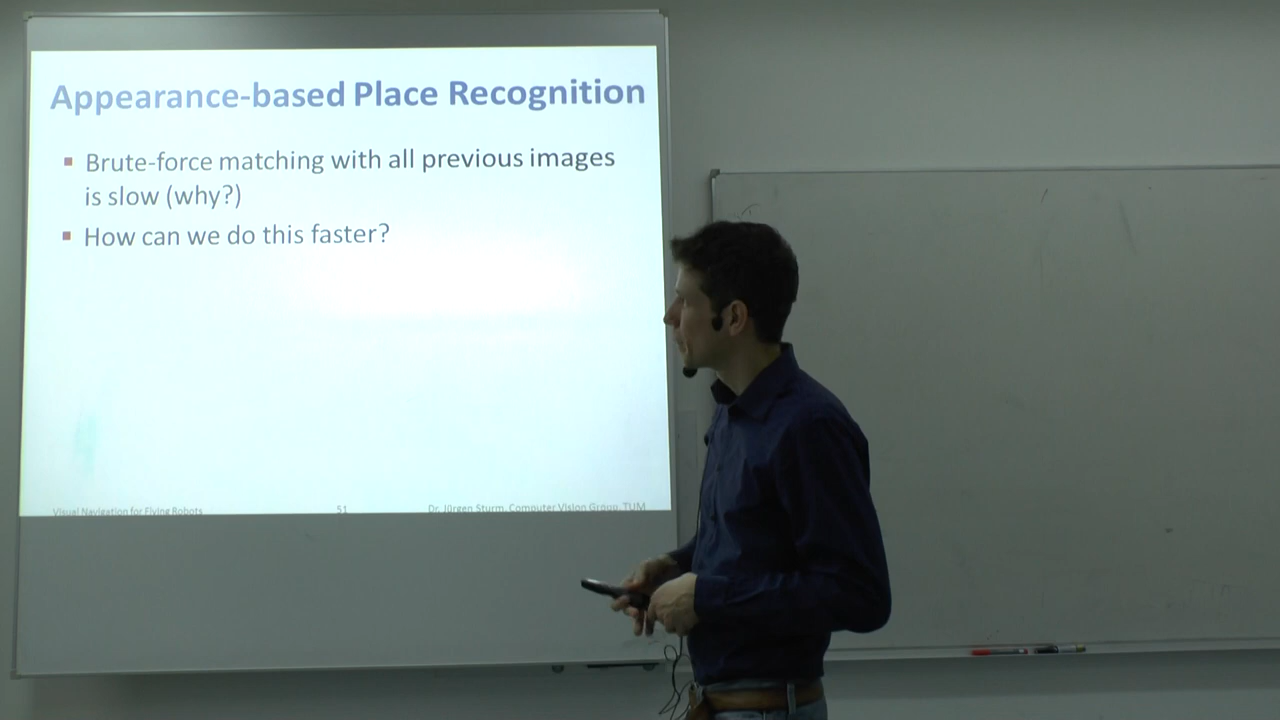 Appearance-based Place Recognition
▪ Brute-force matching with all previous images
is slow (why?)
▪ How can we do this faster?
Visual Navigation for Flying Robots 51 Dr. Jürgen Sturm, Computer Vision Group, TUM